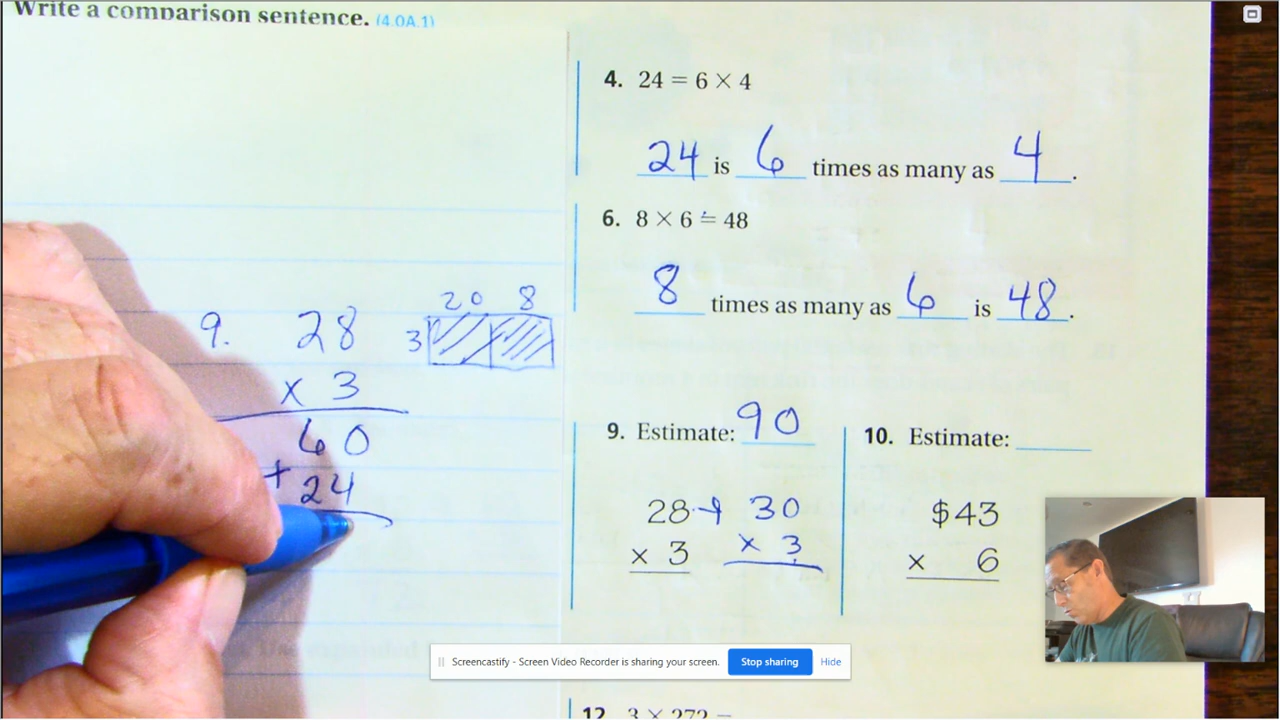 Write a comparison sentence. (4.OA.1)
4. 24 = 6 × 4
24 is 6 times as many as 4.
6. 8 × 6 = 48
8 times as many as 6 is 48.
9. 28
× 3
60
+ 24
20 8
3
9. Estimate: 90
28 → 30
× 3 × 3
10. Estimate:
$43
× 6
Screencastify - Screen Video Recorder is sharing your screen. Stop sharing Hide
12 3 × 272 =